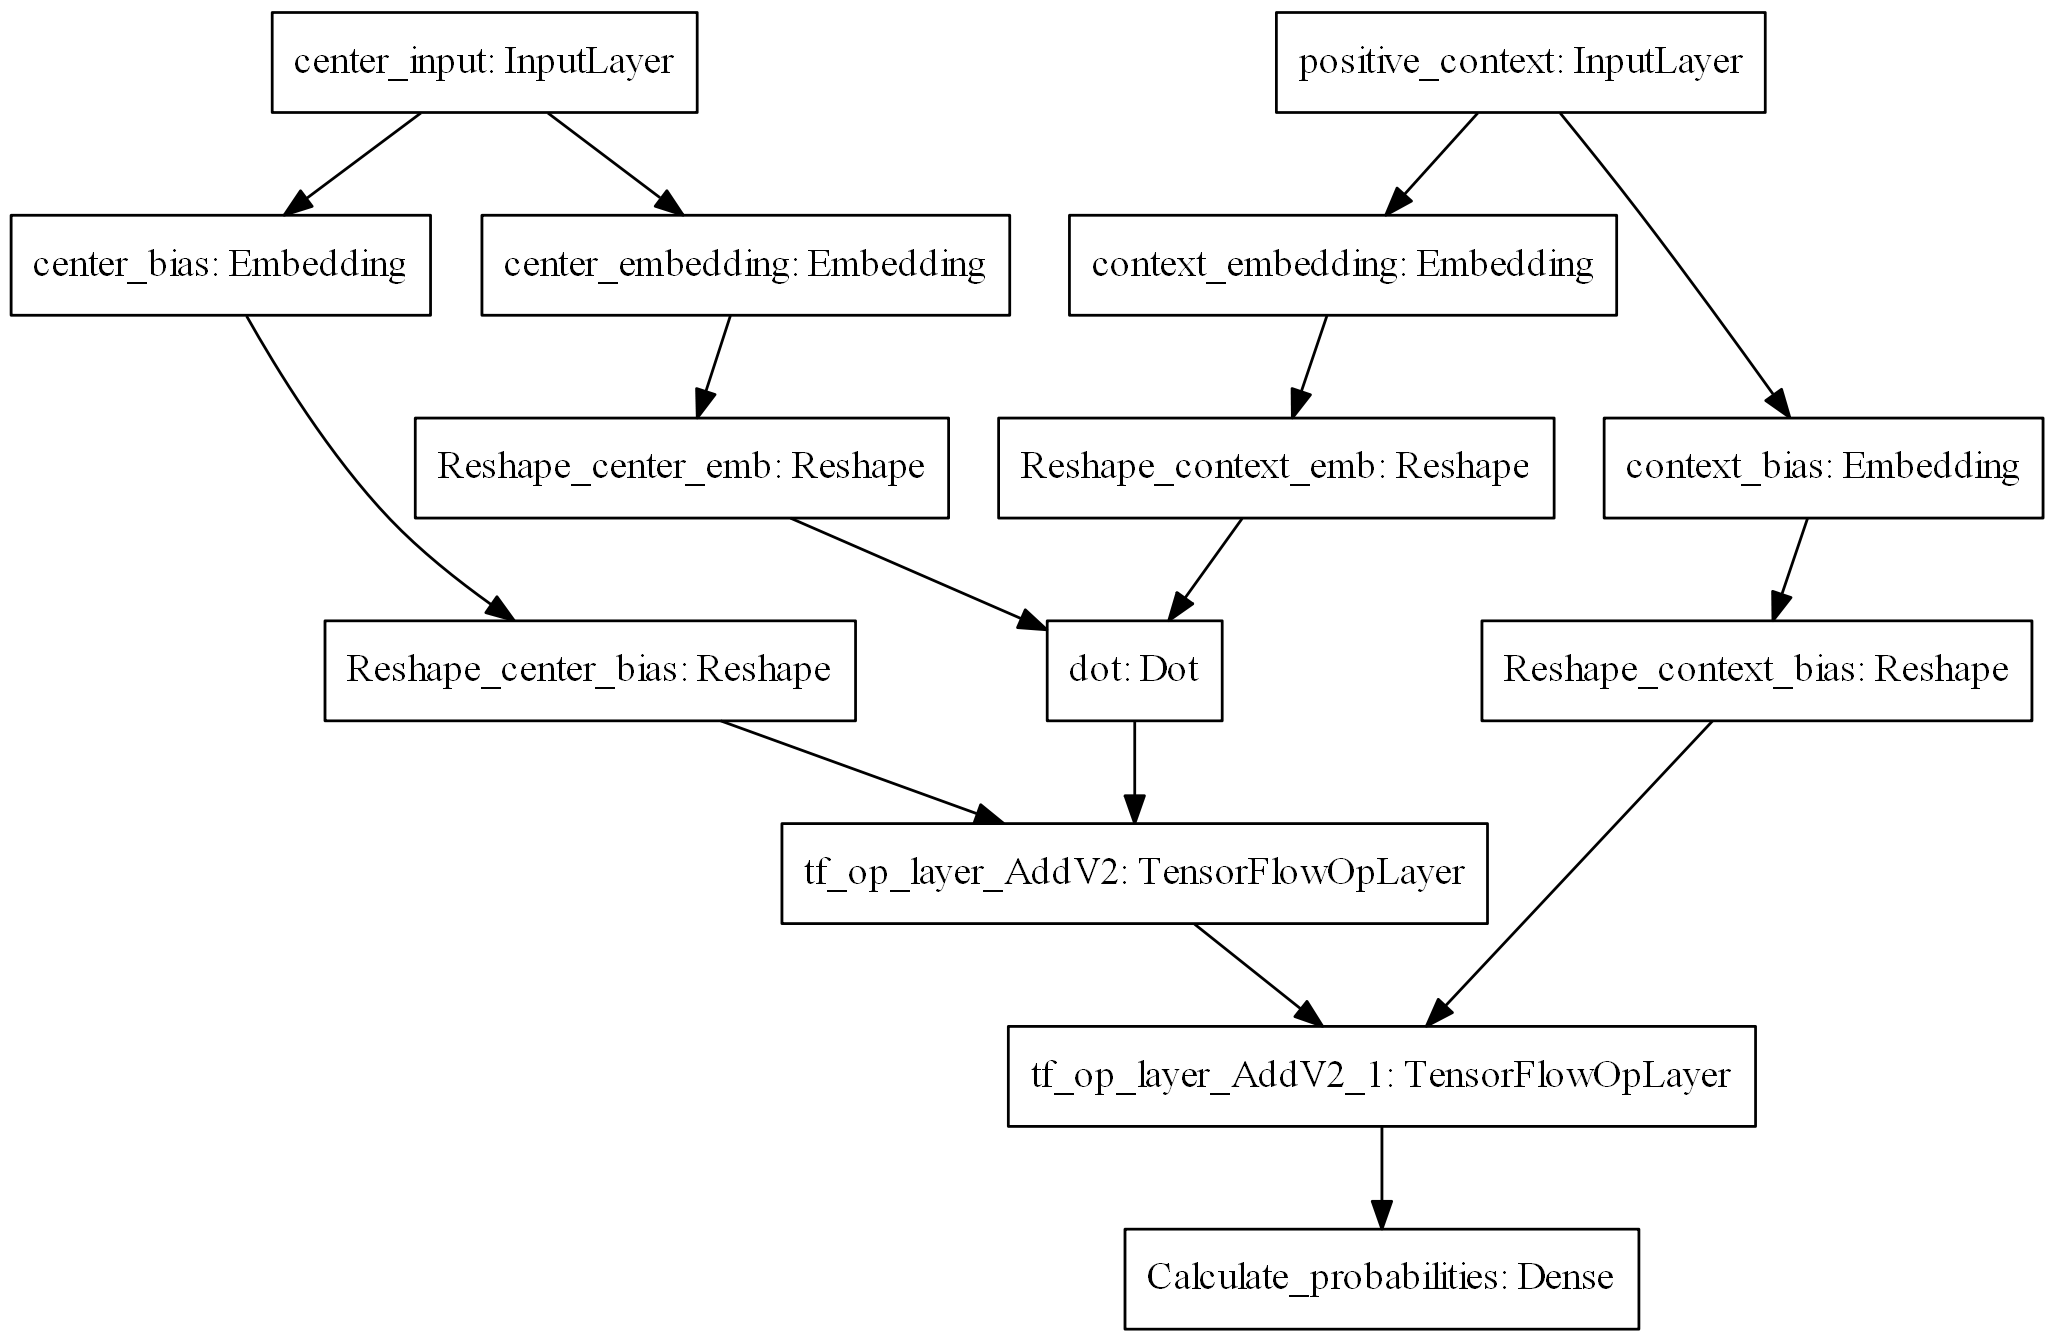 center_input: InputLayer
positive_context: InputLayer
center_bias: Embedding
center_embedding: Embedding
context_embedding: Embedding
Reshape_center_emb: Reshape
Reshape_context_emb: Reshape
context_bias: Embedding
Reshape_center_bias: Reshape
dot: Dot
Reshape_context_bias: Reshape
tf_op_layer_AddV2: TensorFlowOpLayer
tf_op_layer_AddV2_1: TensorFlowOpLayer
Calculate_probabilities: Dense